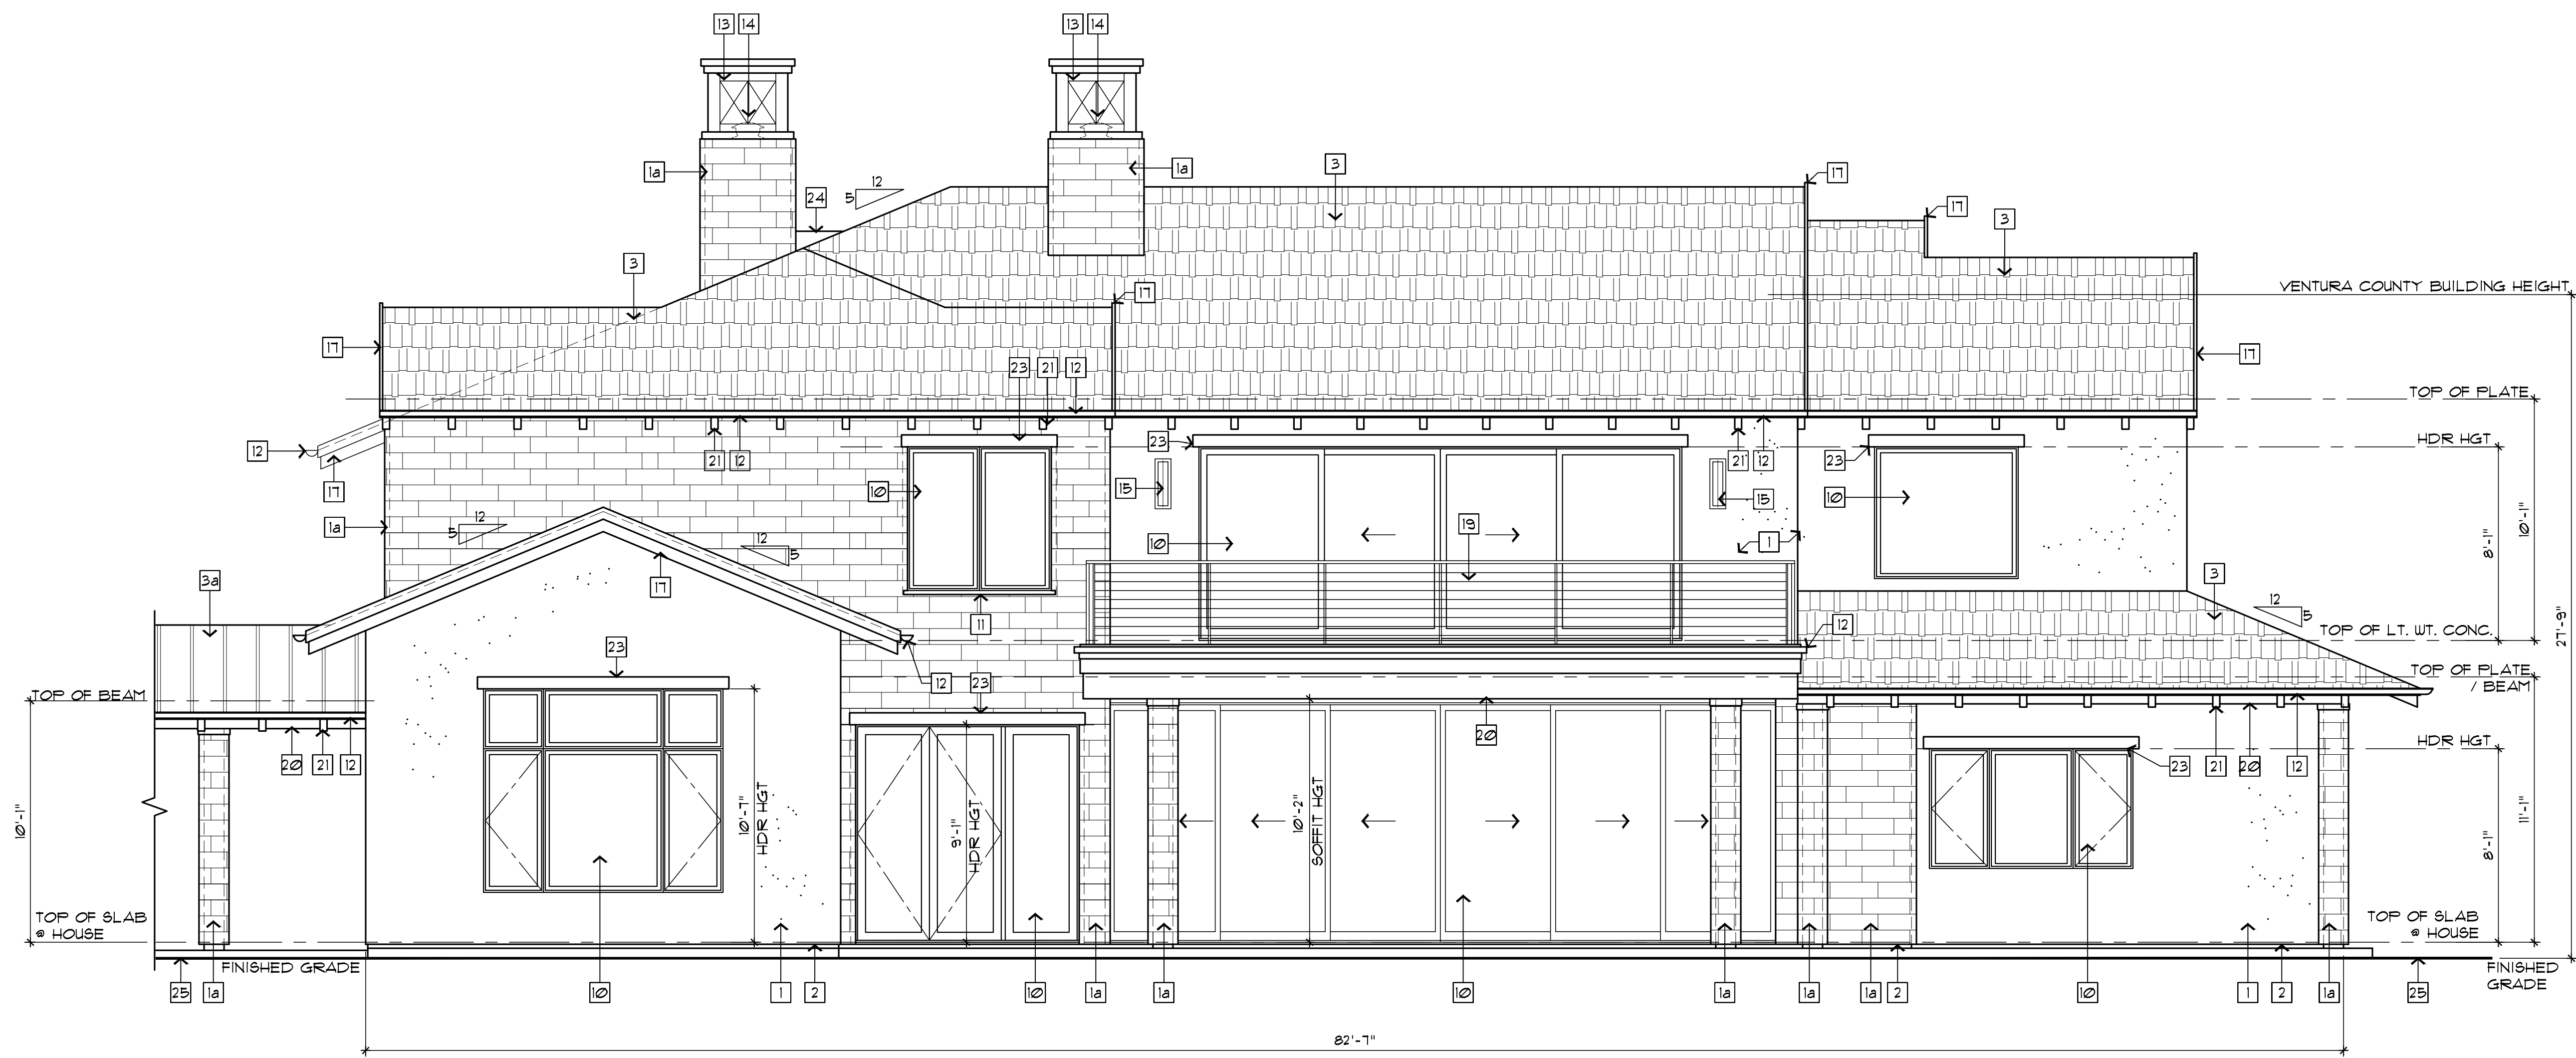 13 14
13 14
1a
1a
3
17
12
5
24
17
3
3
VENTURA COUNTY BUILDING HEIGHT
17
17
17
23 21 12
TOP OF PLATE
12
17
21 12
23
21 12
23
HDR HGT
10
15
15
10
1a
12
5
12
5
19
10
1
8'-1"
10'-1"
17
3a
11
3
12
5
27'-9"
23
12
TOP OF LT. WT. CONC.
12
23
TOP OF PLATE
/ BEAM
TOP OF BEAM
20
20 21 12
HDR HGT
23 21 20 12
10'-1"
10'-7"
HDR HGT
9'-1"
HDR HGT
10'-2"
SOFFIT HGT
8'-1"
11'-1"
TOP OF SLAB
@ HOUSE
TOP OF SLAB
@ HOUSE
FINISHED GRADE
FINISHED
GRADE
25 1a 10 1 2 10 1a 1a 10 1a 1a 1a 2 10 1 2 1a 25
82'-7"